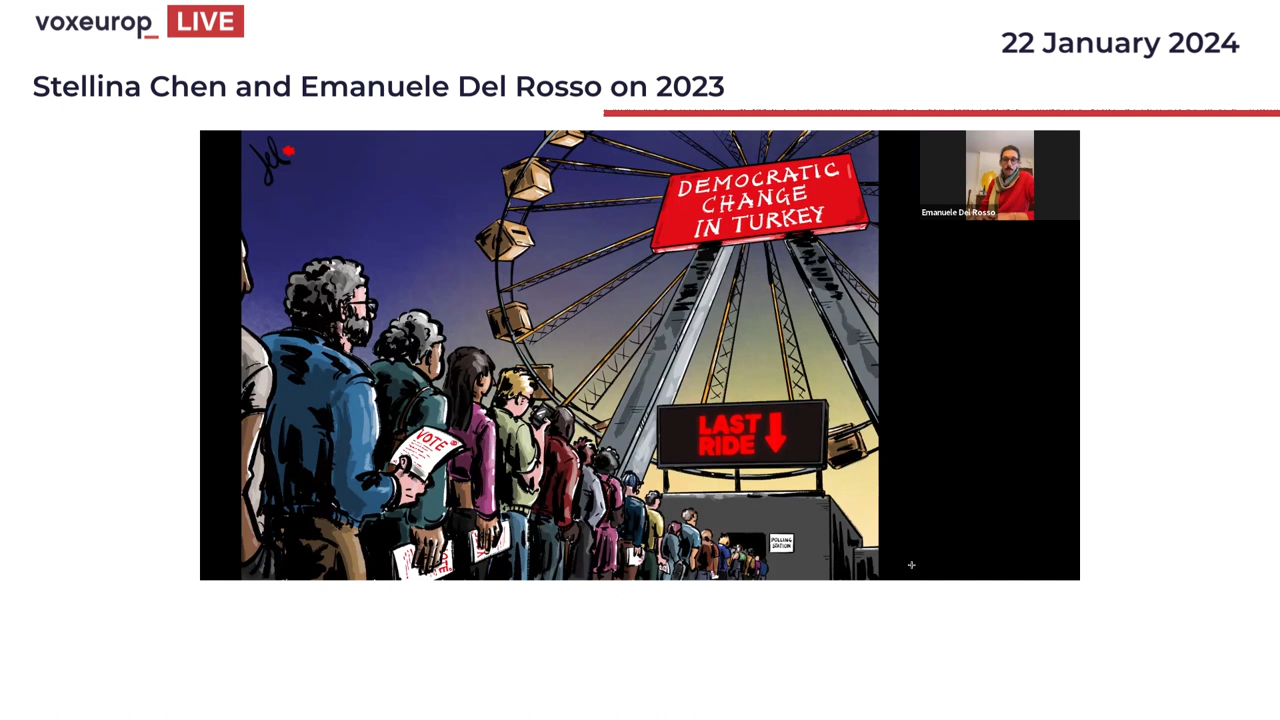 voxeurop_ LIVE
22 January 2024
Stellina Chen and Emanuele Del Rosso on 2023
DEMOCRATIC
CHANGE
IN TURKEY
Emanuele Del Rosso
LAST
RIDE
VOTE
POLLING
STATION